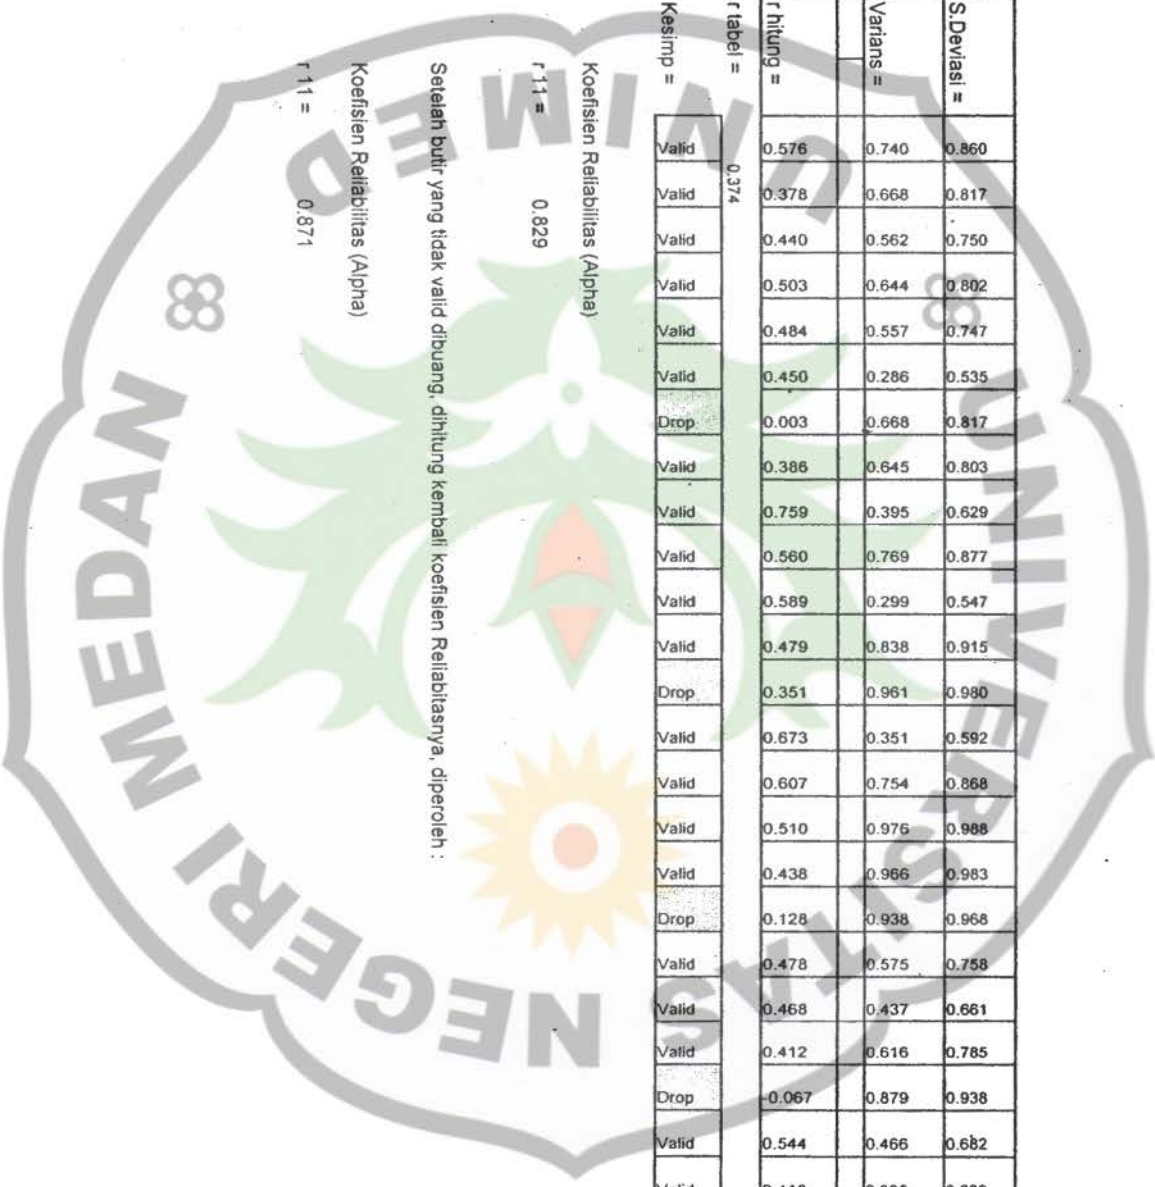 S.Deviasi = 0.860 0.817 0.750 0.802 0.747 0.535 0.817 0.803 0.629 0.877 0.547 0.915 0.980 0.592 0.868 0.988 0.983 0.968 0.758 0.661 0.785 0.938 0.682
Varians = 0.740 0.668 0.562 0.644 0.557 0.286 0.668 0.645 0.395 0.769 0.299 0.838 0.961 0.351 0.754 0.976 0.966 0.938 0.575 0.437 0.616 0.879 0.466
r hitung = 0.576 0.378 0.440 0.503 0.484 0.450 0.003 0.386 0.759 0.560 0.589 0.479 0.351 0.673 0.607 0.510 0.438 0.128 0.478 0.468 0.412 -0.067 0.544
r tabel = 0.374
Kesimp = Valid Valid Valid Valid Valid Valid Drop Valid Valid Valid Valid Valid Drop Valid Valid Valid Valid Drop Valid Valid Valid Drop Valid Valid
Koefisien Reliabilitas (Alpha)
r 11 = 0.829
Setelah butir yang tidak valid dibuang, dihitung kembali koefisien Reliabitasnya, diperoleh :
Koefisien Reliabilitas (Alpha)
r 11 = 0.871
UNIVERSITAS NEGERI MEDAN
UNIMED